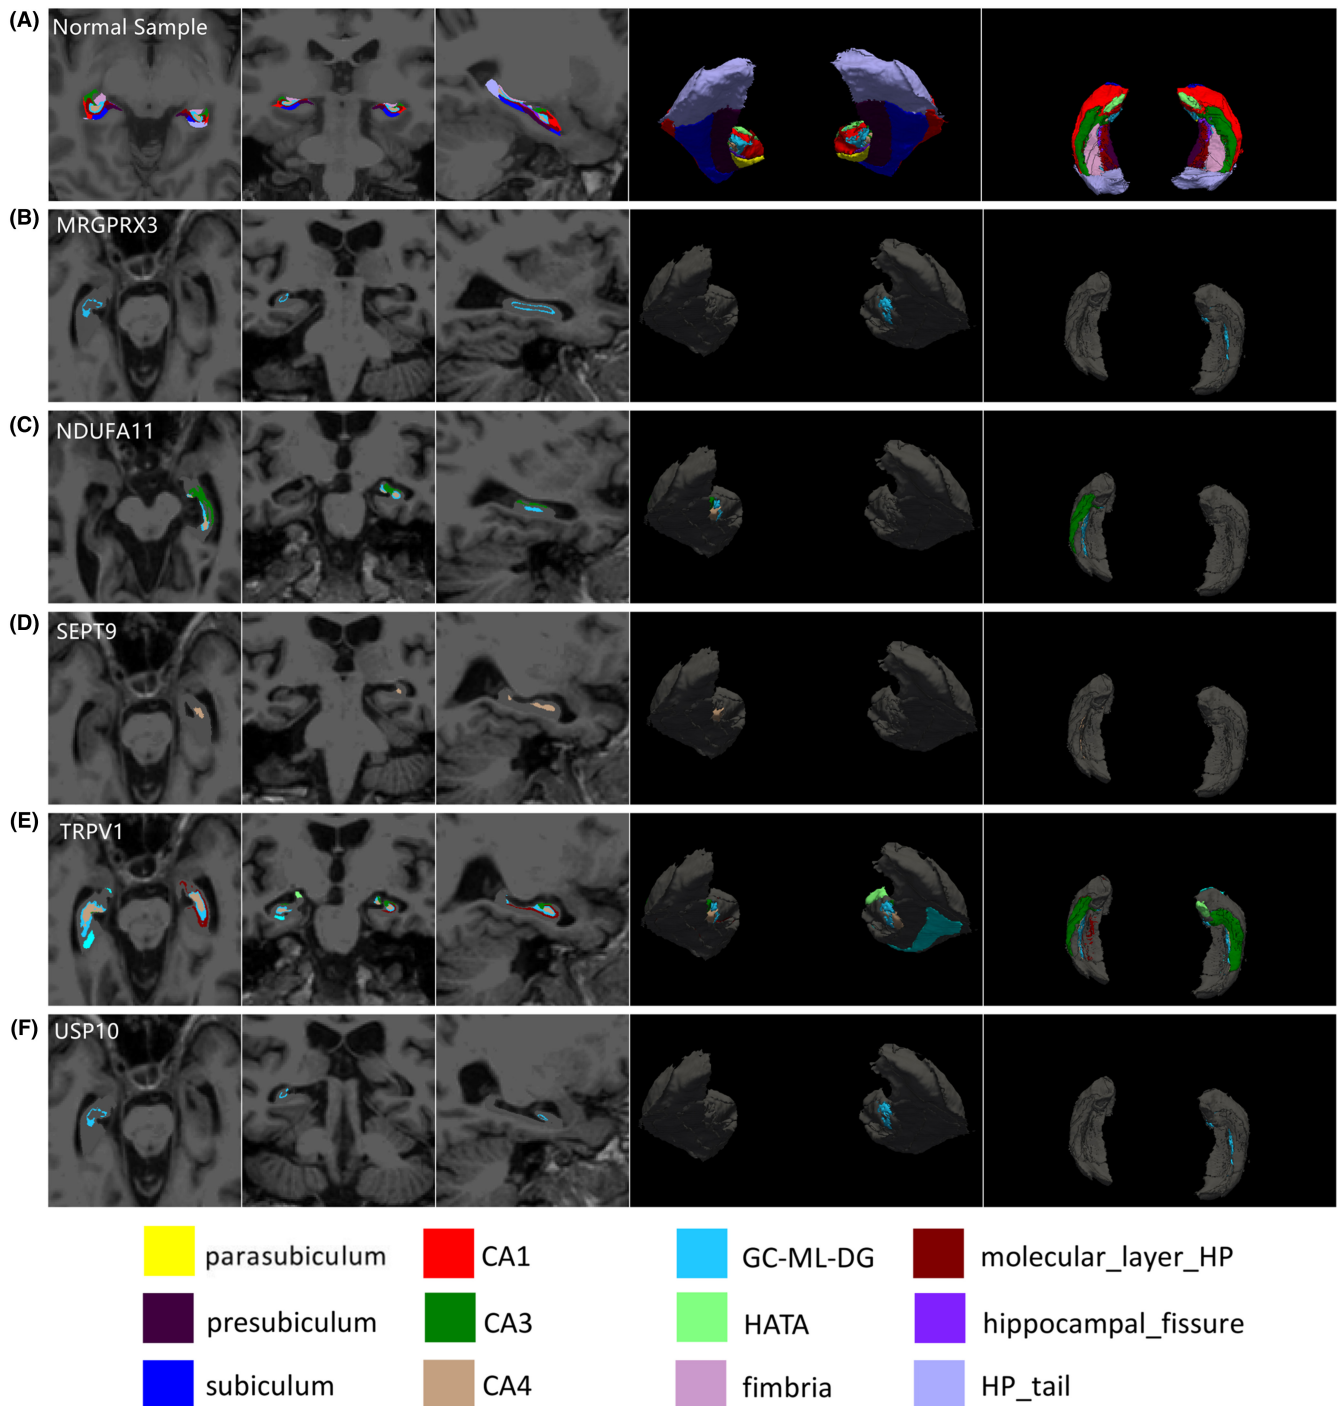 (A)
Normal Sample
(B)
MRGPRX3
(C)
NDUFA11
(D)
SEPT9
(E)
TRPV1
(F)
USP10
parasubiculum CA1 GC-ML-DG molecular_layer_HP
presubiculum CA3 HATA hippocampal_fissure
subiculum CA4 fimbria HP_tail